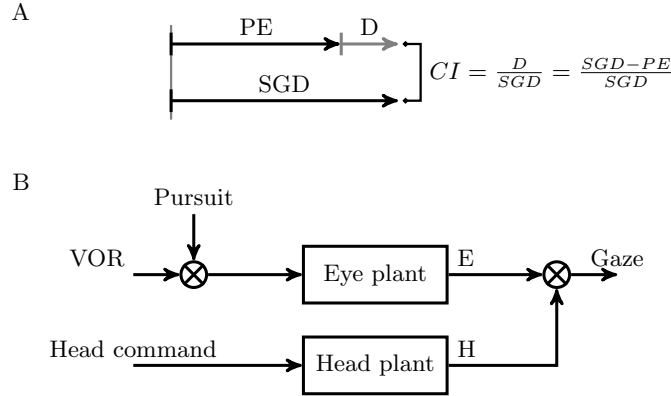 A
PE D
SGD
CI = D/SGD = SGD−PE/SGD
B
Pursuit
VOR
Eye plant
E
Gaze
Head command
Head plant
H